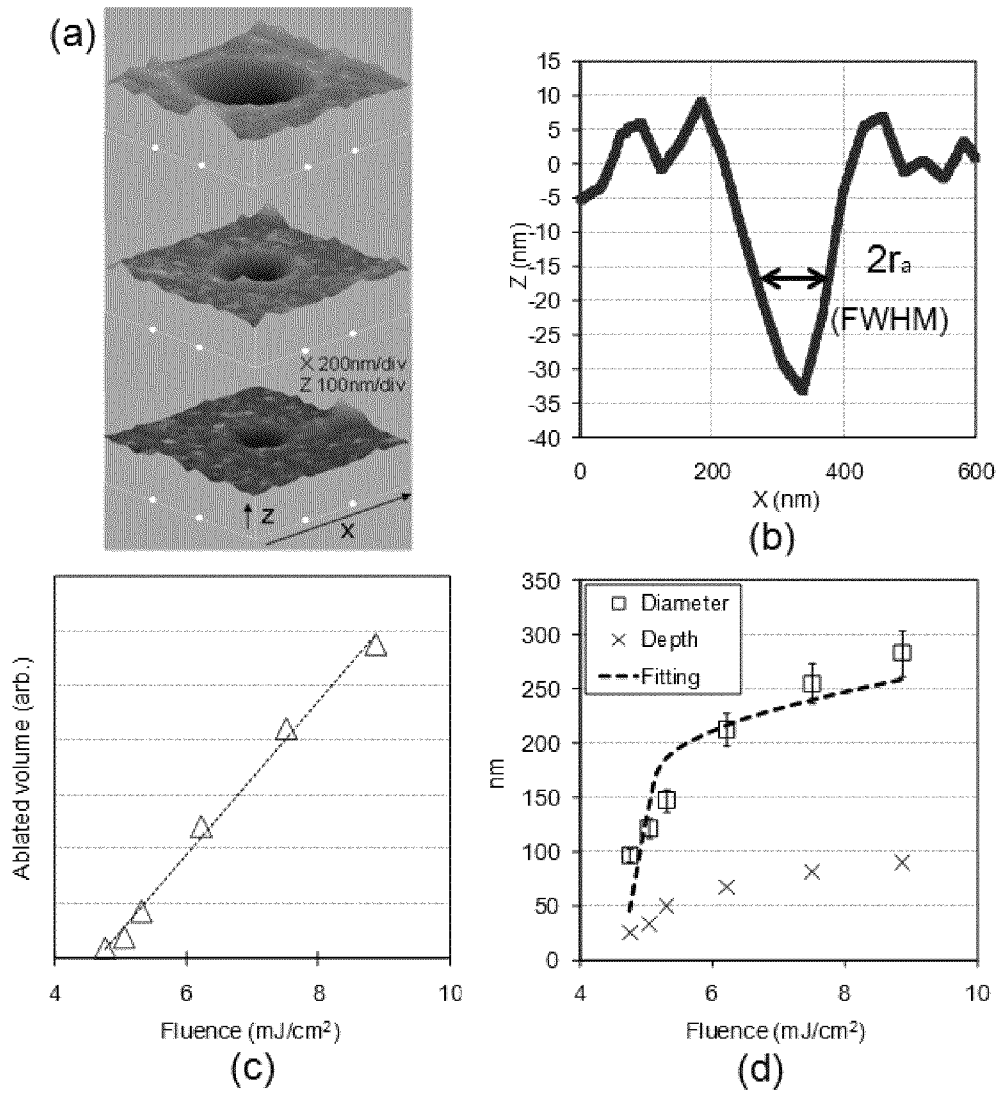 (a)
X 200nm/div
Z 100nm/div
z
x
15
10
5
0
-5
-10
-15
-20
-25
-30
-35
-40
Z (nm)
2ra
(FWHM)
0 200 400 600
X (nm)
(b)
Ablated volume (arb.)
4 6 8 10
Fluence (mJ/cm²)
(c)
350
300
250
200
150
100
50
0
nm
Diameter
Depth
Fitting
4 6 8 10
Fluence (mJ/cm²)
(d)